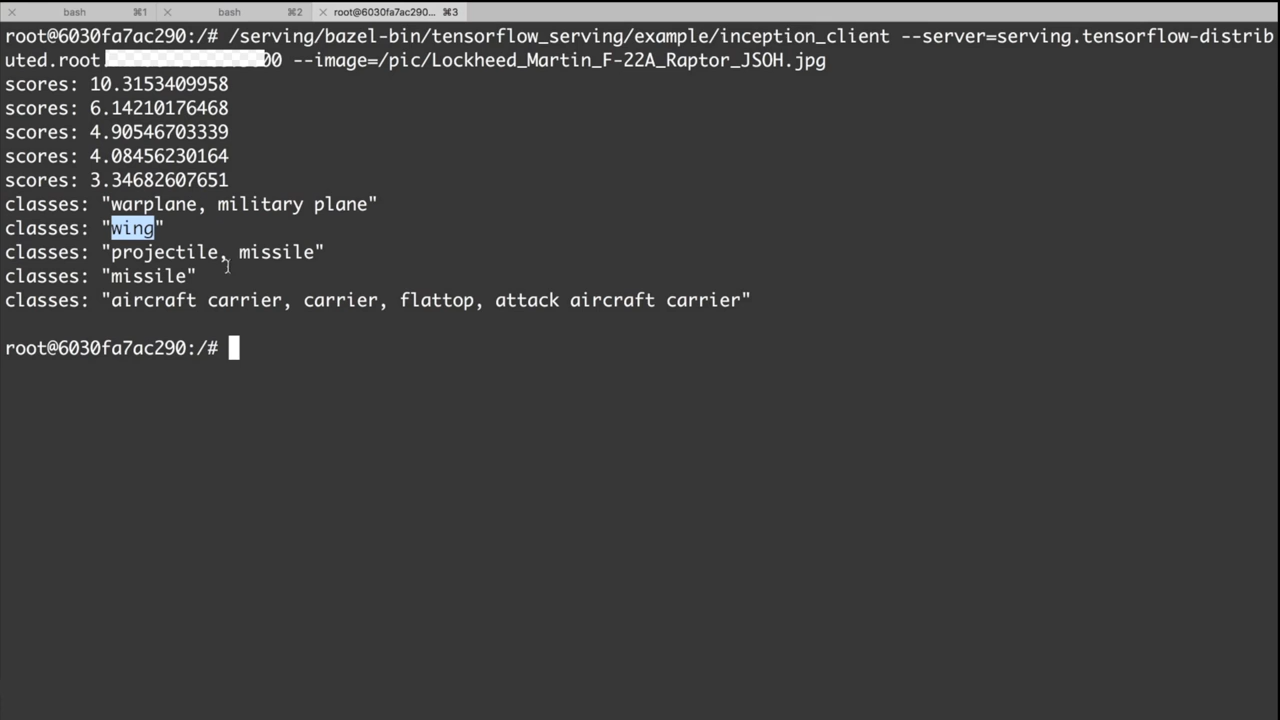 bash ⌘1 bash ⌘2 root@6030fa7ac290... ⌘3
root@6030fa7ac290:/# /serving/bazel-bin/tensorflow_serving/example/inception_client --server=serving.tensorflow-distrib
uted.root. 00 --image=/pic/Lockheed_Martin_F-22A_Raptor_JSOH.jpg
scores: 10.3153409958
scores: 6.14210176468
scores: 4.90546703339
scores: 4.08456230164
scores: 3.34682607651
classes: "warplane, military plane"
classes: "wing"
classes: "projectile, missile"
classes: "missile"
classes: "aircraft carrier, carrier, flattop, attack aircraft carrier"
root@6030fa7ac290:/#